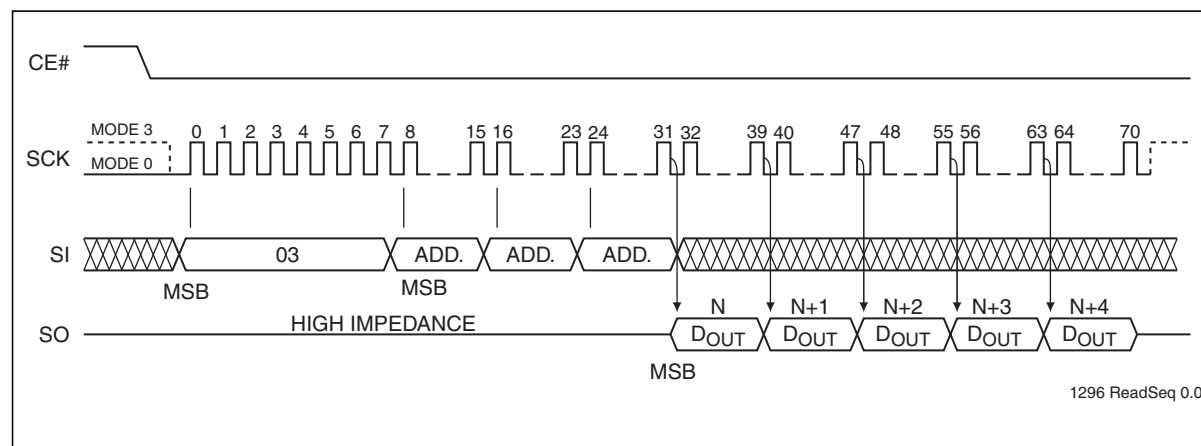 CE#
MODE 3
0 1 2 3 4 5 6 7 8 15 16 23 24 31 32 39 40 47 48 55 56 63 64 70
SCK
MODE 0
SI
03 ADD. ADD. ADD.
MSB MSB
N N+1 N+2 N+3 N+4
SO
HIGH IMPEDANCE
DOUT DOUT DOUT DOUT DOUT
MSB
1296 ReadSeq 0.0